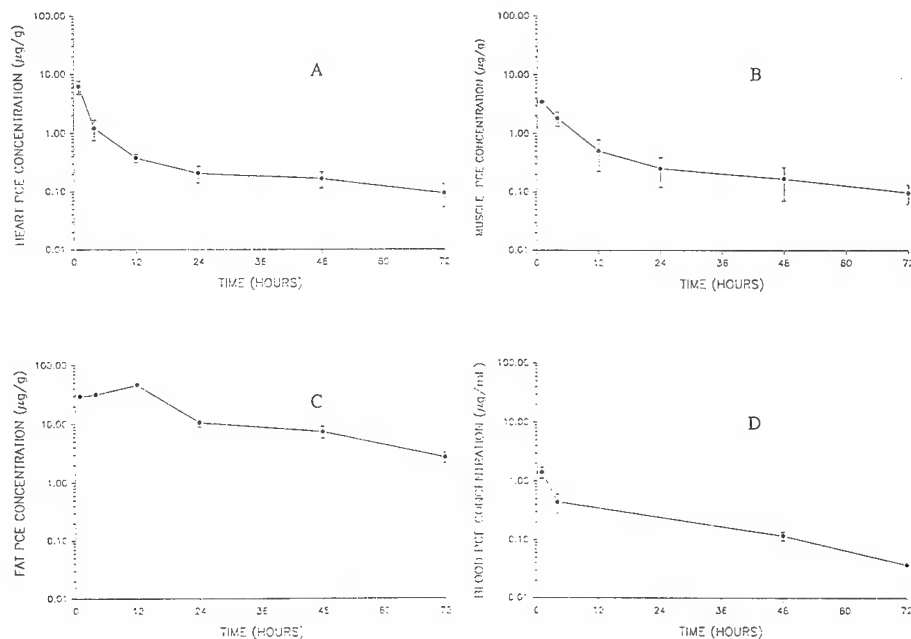 100.00
10.00
1.00
0.10
0.01
HEART PCE CONCENTRATION (µg/g)
A
0 12 24 36 48 60 72
TIME (HOURS)
100.00
10.00
1.00
0.10
0.01
MUSCLE PCE CONCENTRATION (µg/g)
B
0 12 24 36 48 60 72
TIME (HOURS)
100.00
10.00
1.00
0.10
0.01
FAT PCE CONCENTRATION (µg/g)
C
0 12 24 36 48 60 72
TIME (HOURS)
100.00
10.00
1.00
0.10
0.01
BLOOD PCE CONCENTRATION (µg/mL)
D
0 12 24 36 48 60 72
TIME (HOURS)